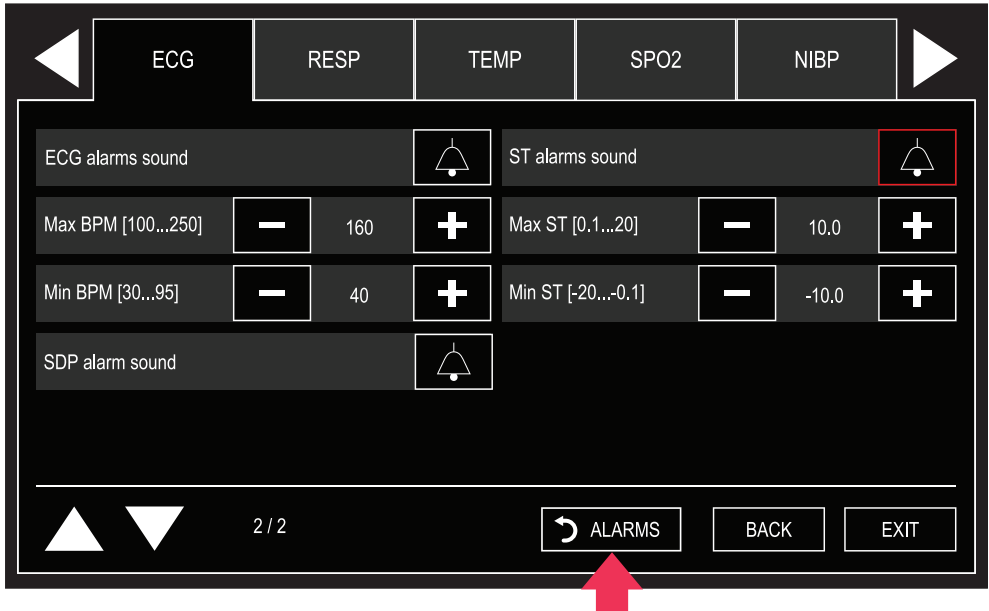 ECG RESP TEMP SPO2 NIBP
ECG alarms sound ST alarms sound
Max BPM [100...250] 160 Max ST [0.1...20] 10.0
Min BPM [30...95] 40 Min ST [-20...-0.1] -10.0
SDP alarm sound
2 / 2 ALARMS BACK EXIT